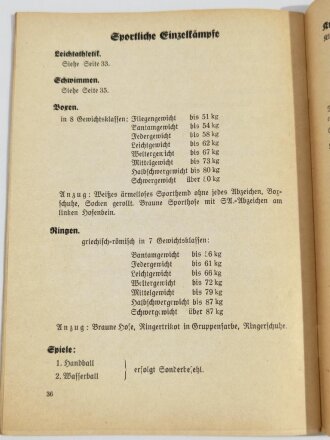 Sportliche Einzelkämpfe
Leichtathletik.
Siehe Seite 33.
Schwimmen.
Siehe Seite 35.
Boxen.
in 8 Gewichtsklassen: Fliegengewicht bis 51 kg
Bantamgewicht bis 54 kg
Federgewicht bis 58 kg
Leichtgewicht bis 62 kg
Weltergewicht bis 67 kg
Mittelgewicht bis 73 kg
Halbschwergewicht bis 80 kg
Schwergewicht über 80 kg
Anzug: Weißes ärmelloses Sporthemd ohne jedes Abzeichen, Box-
schuhe, Socken gerollt. Braune Sporthose mit SA.-Abzeichen am
linken Hosenbein.
Ringen.
griechisch-römisch in 7 Gewichtsklassen:
Bantamgewicht bis 56 kg
Federgewicht bis 61 kg
Leichtgewicht bis 66 kg
Weltergewicht bis 72 kg
Mittelgewicht bis 79 kg
Halbschwergewicht bis 87 kg
Schwergewicht über 87 kg
Anzug: Braune Hose, Ringertrikot in Gruppenfarbe, Ringerschuhe.
Spiele:
1. Handball
2. Wasserball
erfolgt Sonderbefehl.
36